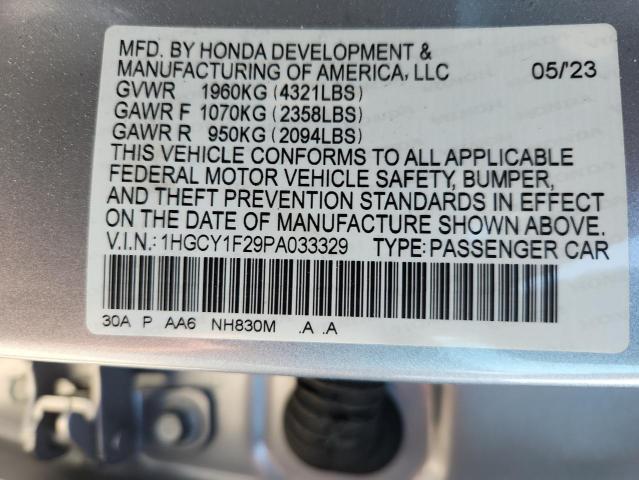 MFD. BY HONDA DEVELOPMENT &
MANUFACTURING OF AMERICA, LLC 05/'23
GVWR 1960KG (4321LBS)
GAWR F 1070KG (2358LBS)
GAWR R 950KG (2094LBS)
THIS VEHICLE CONFORMS TO ALL APPLICABLE
FEDERAL MOTOR VEHICLE SAFETY, BUMPER,
AND THEFT PREVENTION STANDARDS IN EFFECT
ON THE DATE OF MANUFACTURE SHOWN ABOVE.
V.I.N.: 1HGCY1F29PA033329 TYPE: PASSENGER CAR
30A P AA6 NH830M .A .A